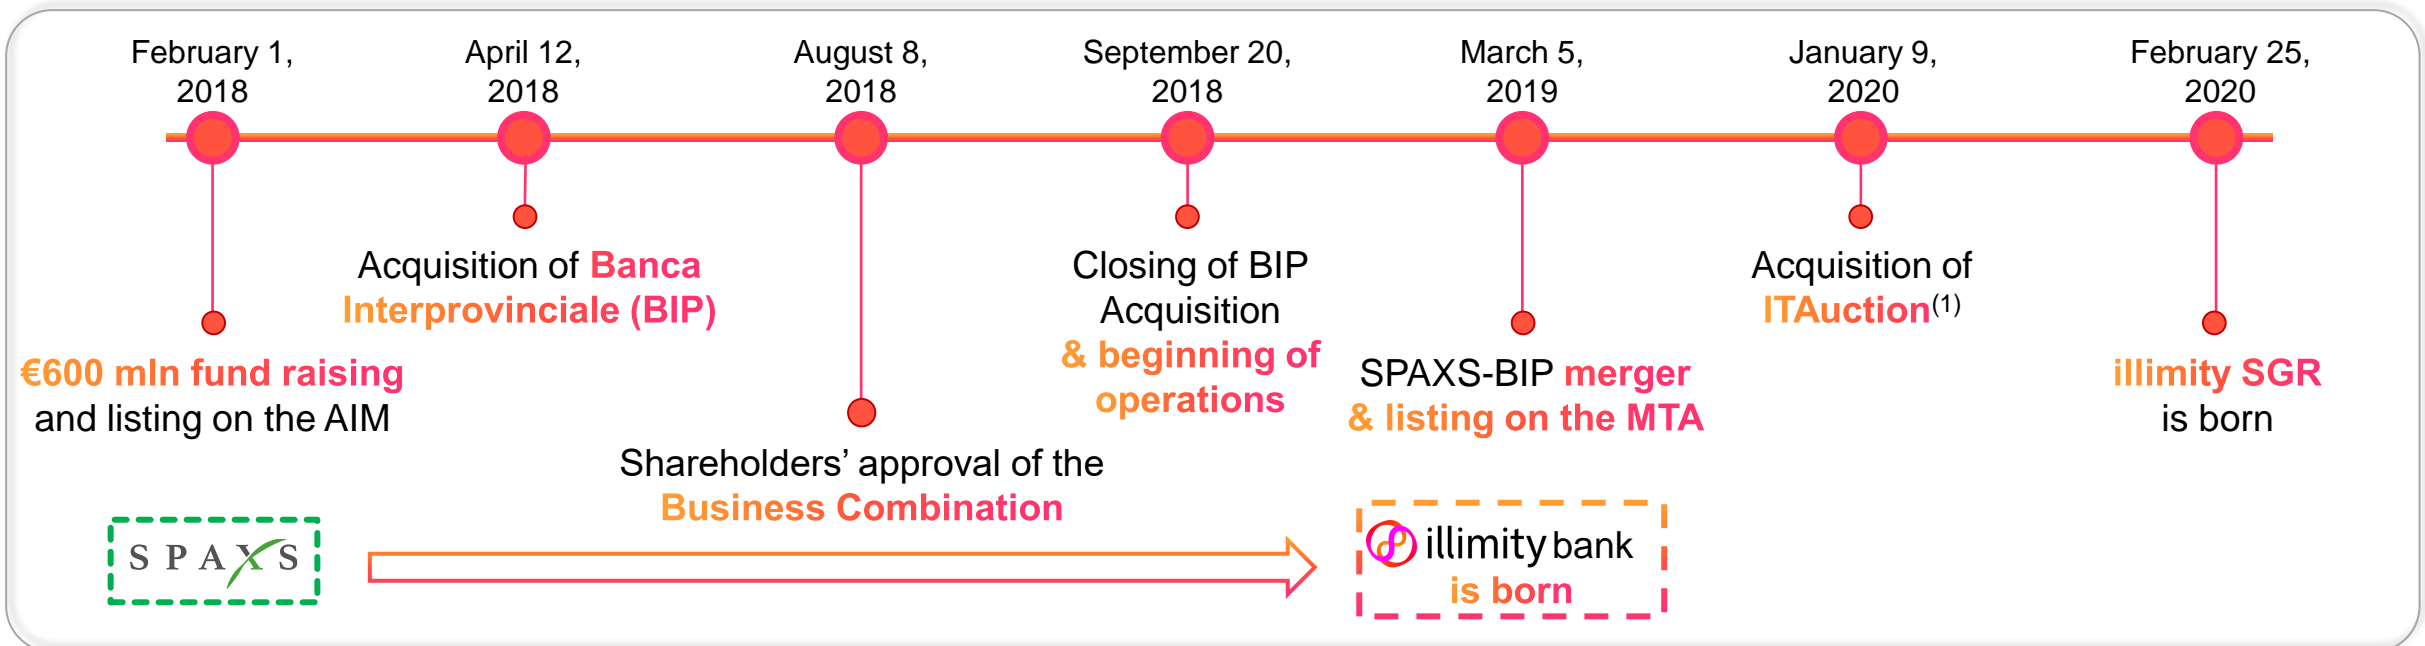 February 1,
2018
April 12,
2018
August 8,
2018
September 20,
2018
March 5,
2019
January 9,
2020
February 25,
2020
€600 mln fund raising
and listing on the AIM
Acquisition of Banca
Interprovinciale (BIP)
Shareholders’ approval of the
Business Combination
Closing of BIP
Acquisition
& beginning of
operations
SPAXS-BIP merger
& listing on the MTA
Acquisition of
ITAuction(1)
illimity SGR
is born
SPAXS
illimity bank
is born